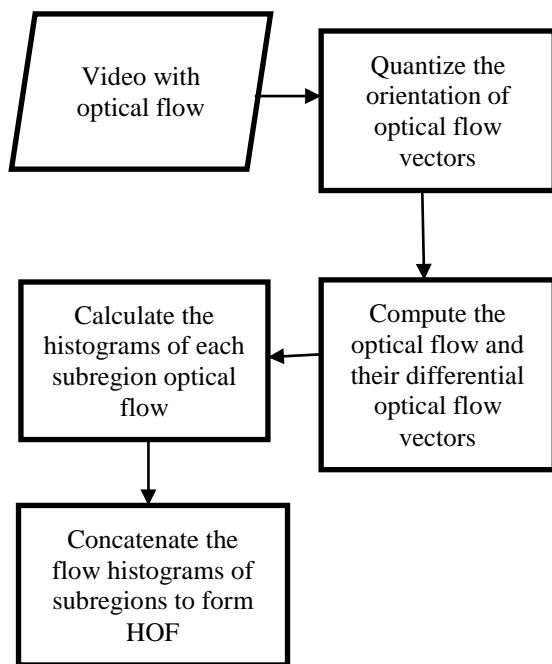 Video with
optical flow
Quantize the
orientation of
optical flow
vectors
Compute the
optical flow and
their differential
optical flow
vectors
Calculate the
histograms of each
subregion optical
flow
Concatenate the
flow histograms of
subregions to form
HOF